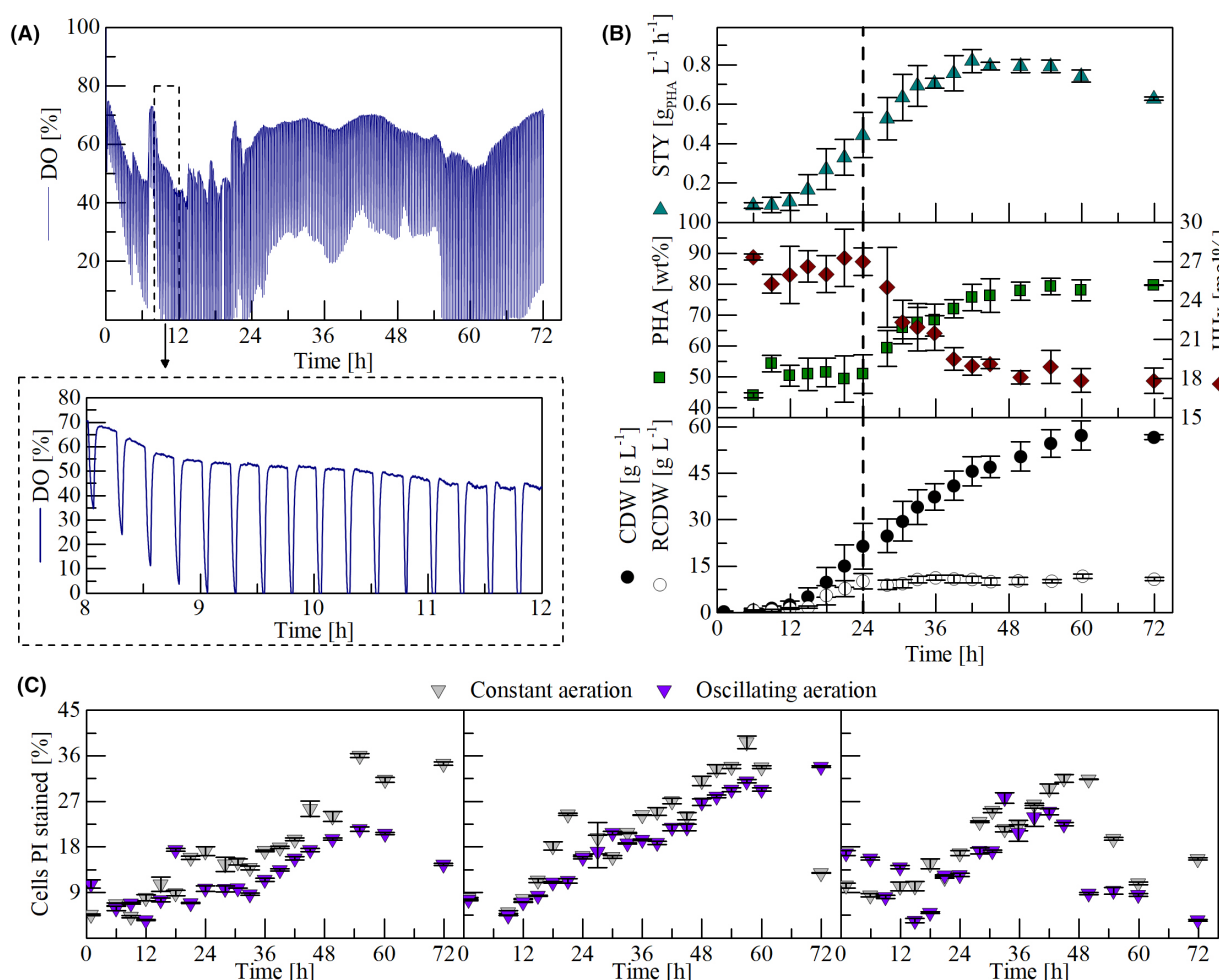 (A)
100
80
60
40
20
DO [%]
0 12 24 36 48 60 72
Time [h]
80
70
60
50
40
30
20
10
0
DO [%]
8 9 10 11 12
Time [h]
(B)
0.8
0.6
0.4
0.2
STY [gPHA L-1 h-1]
100
90
80
70
60
50
40
PHA [wt%]
30
27
24
21
18
15
60
45
30
15
0
CDW [g L-1]
RCDW [g L-1]
0 12 24 36 48 60 72
Time [h]
(C)
Constant aeration Oscillating aeration
45
36
27
18
9
Cells PI stained [%]
0 12 24 36 48 60 72 0 12 24 36 48 60 72 0 12 24 36 48 60 72
Time [h] Time [h] Time [h]